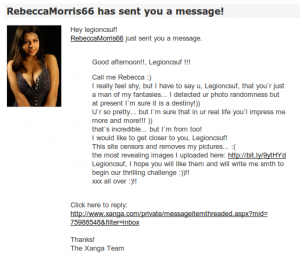 RebeccaMorris66 has sent you a message!
Hey legioncsuf!
RebeccaMorris66 just sent you a message.
Good afternoon!!, Legioncsuf !!!
Call me Rebecca ;)
I really feel shy, but I have to say u, Legioncsuf, that you'r just
a man of my fantasies... I detected ur photo randomness but
at present I'm sure it is a destiny!))
U'r so pretty... but I'm sure that in ur real life you'l impress me
more and more!!! ))
that's incredible... but I'm from too!
I would like to get closer to you, Legioncsuf!
This site censors and removes my pictures... :(
the most revealing images I uploaded here: http://bit.ly/9ytHYd
Legioncsuf, I hope you will like them and will write me smth to
begin our thrilling challenge :))!!
xxx all over :)!!
Click here to reply:
http://www.xanga.com/private/messageitemthreaded.aspx?mid=
75988548&filter=inbox
Thanks!
The Xanga Team